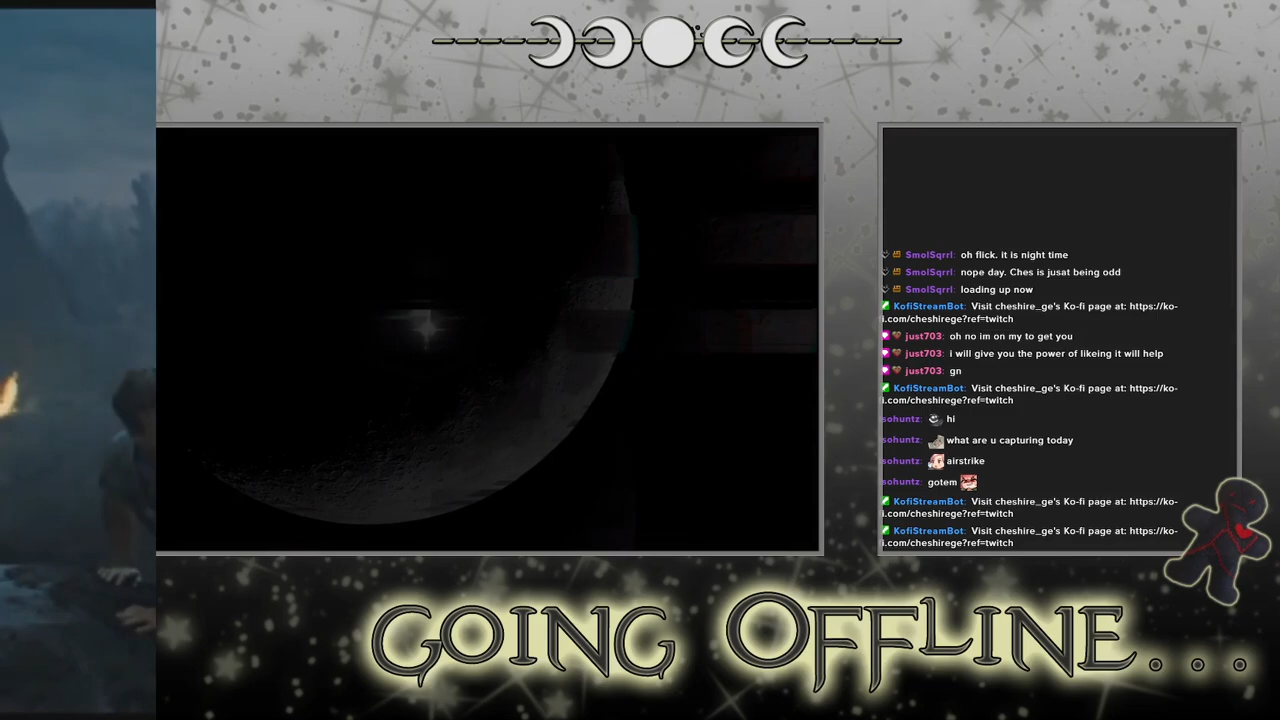 SmolSqrrl: oh flick. it is night time
SmolSqrrl: nope day. Ches is jusat being odd
SmolSqrrl: loading up now
KofiStreamBot: Visit cheshire_ge's Ko-fi page at: https://ko-
i.com/cheshirege?ref=twitch
just703: oh no im on my to get you
just703: i will give you the power of likeing it will help
just703: gn
KofiStreamBot: Visit cheshire_ge's Ko-fi page at: https://ko-
i.com/cheshirege?ref=twitch
sohuntz: hi
sohuntz: what are u capturing today
sohuntz: airstrike
sohuntz: gotem
KofiStreamBot: Visit cheshire_ge's Ko-fi page at: https://ko-
i.com/cheshirege?ref=twitch
KofiStreamBot: Visit cheshire_ge's Ko-fi page at: https://ko-
i.com/cheshirege?ref=twitch
GOING OFFLINE...